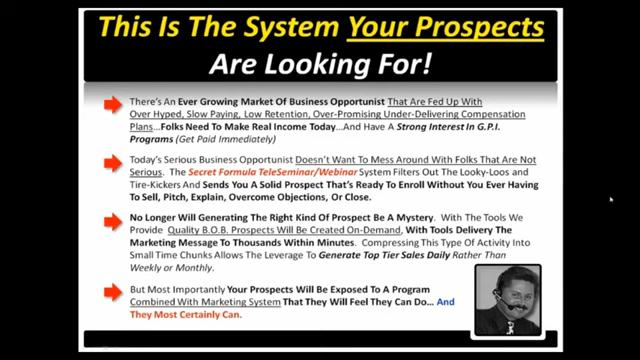 This Is The System Your Prospects
Are Looking For!
There's An Ever Growing Market Of Business Opportunist That Are Fed Up With
Over Hyped, Slow Paying, Low Retention, Over-Promising Under-Delivering Compensation
Plans...Folks Need To Make Real Income Today...And Have A Strong Interest In G.P.I.
Programs (Get Paid Immediately)
Today's Serious Business Opportunist Doesn't Want To Mess Around With Folks That Are Not
Serious. The Secret Formula TeleSeminar/Webinar System Filters Out The Looky-Loos and
Tire-Kickers And Sends You A Solid Prospect That's Ready To Enroll Without You Ever Having
To Sell, Pitch, Explain, Overcome Objections, Or Close.
No Longer Will Generating The Right Kind Of Prospect Be A Mystery. With The Tools We
Provide Quality B.O.B. Prospects Will Be Created On-Demand, With Tools Delivery The
Marketing Message To Thousands Within Minutes. Compressing This Type Of Activity Into
Small Time Chunks Allows The Leverage To Generate Top Tier Sales Daily Rather Than
Weekly or Monthly.
But Most Importantly Your Prospects Will Be Exposed To A Program
Combined With Marketing System That They Will Feel They Can Do... And
They Most Certainly Can.